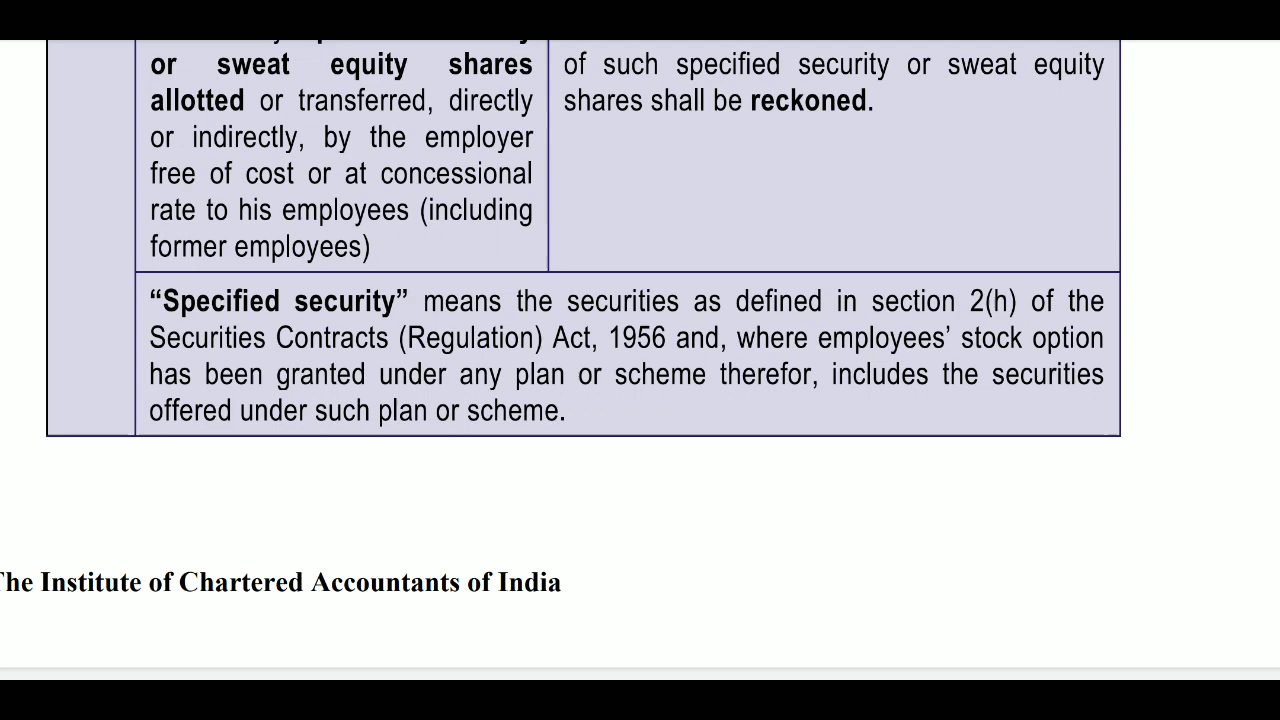 or sweat equity shares
allotted or transferred, directly
or indirectly, by the employer
free of cost or at concessional
rate to his employees (including
former employees)
of such specified security or sweat equity
shares shall be reckoned.
“Specified security” means the securities as defined in section 2(h) of the
Securities Contracts (Regulation) Act, 1956 and, where employees’ stock option
has been granted under any plan or scheme therefor, includes the securities
offered under such plan or scheme.
The Institute of Chartered Accountants of India